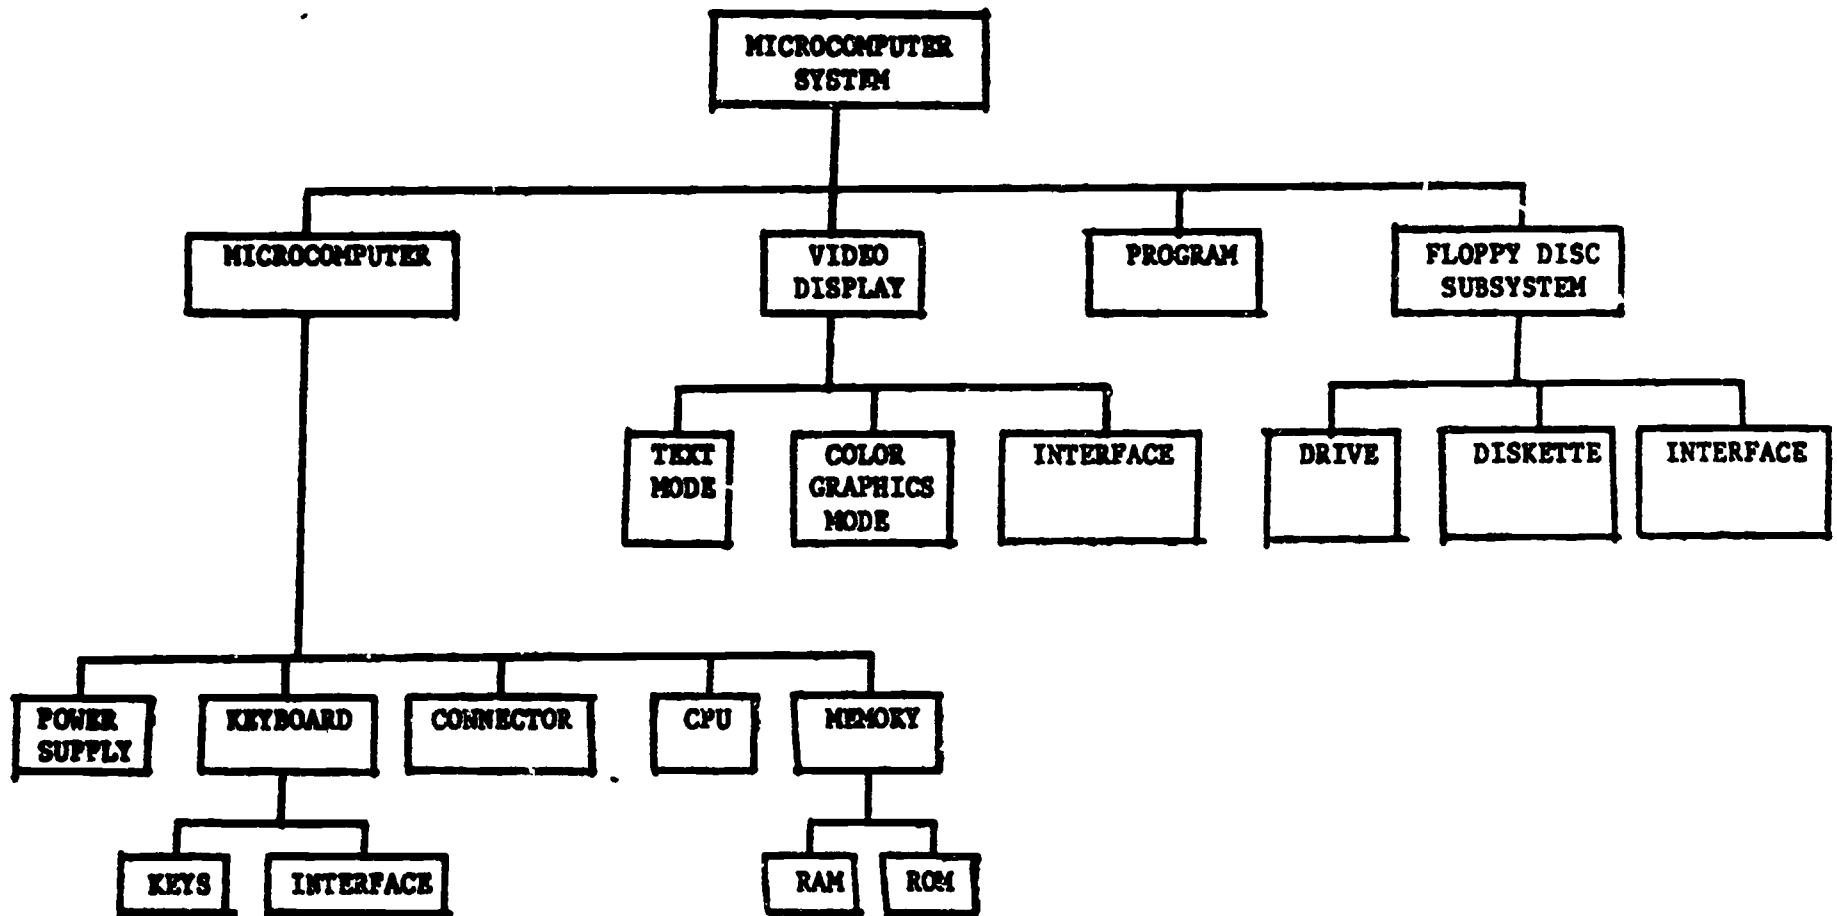 MICROCOMPUTER
SYSTEM
MICROCOMPUTER
VIDEO
DISPLAY
PROGRAM
FLOPPY DISC
SUBSYSTEM
TEXT
MODE
COLOR
GRAPHICS
MODE
INTERFACE
DRIVE
DISKETTE
INTERFACE
POWER
SUPPLY
KEYBOARD
CONNECTOR
CPU
MEMORY
KEYS
INTERFACE
RAM
ROM